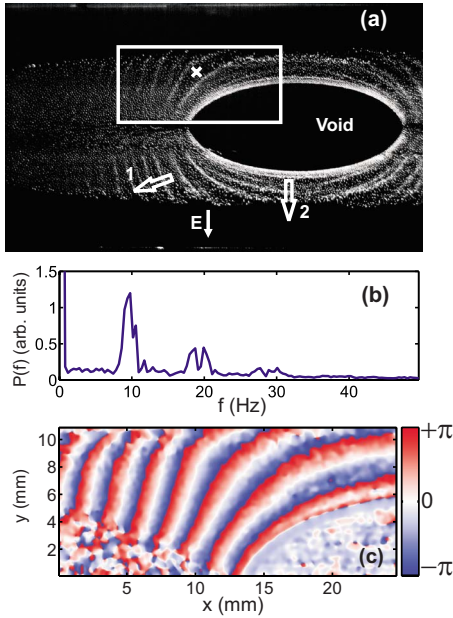 (a)
Void
1
2
E
P(f) (arb. units)
1.5
1
0.5
0
(b)
0 10 20 30 40
f (Hz)
y (mm)
10
8
6
4
2
(c)
5 10 15 20
x (mm)
+π
0
−π